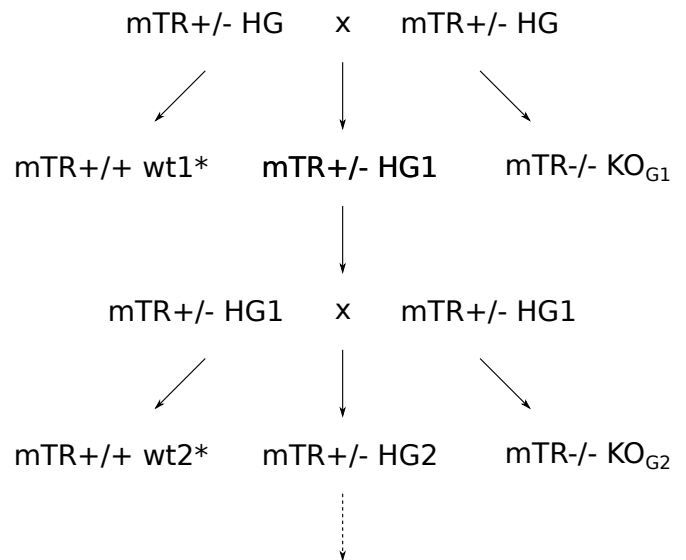 mTR+/- HG x mTR+/- HG
mTR+/+ wt1* mTR+/- HG1 mTR-/- KOG1
mTR+/- HG1 x mTR+/- HG1
mTR+/+ wt2* mTR+/- HG2 mTR-/- KOG2